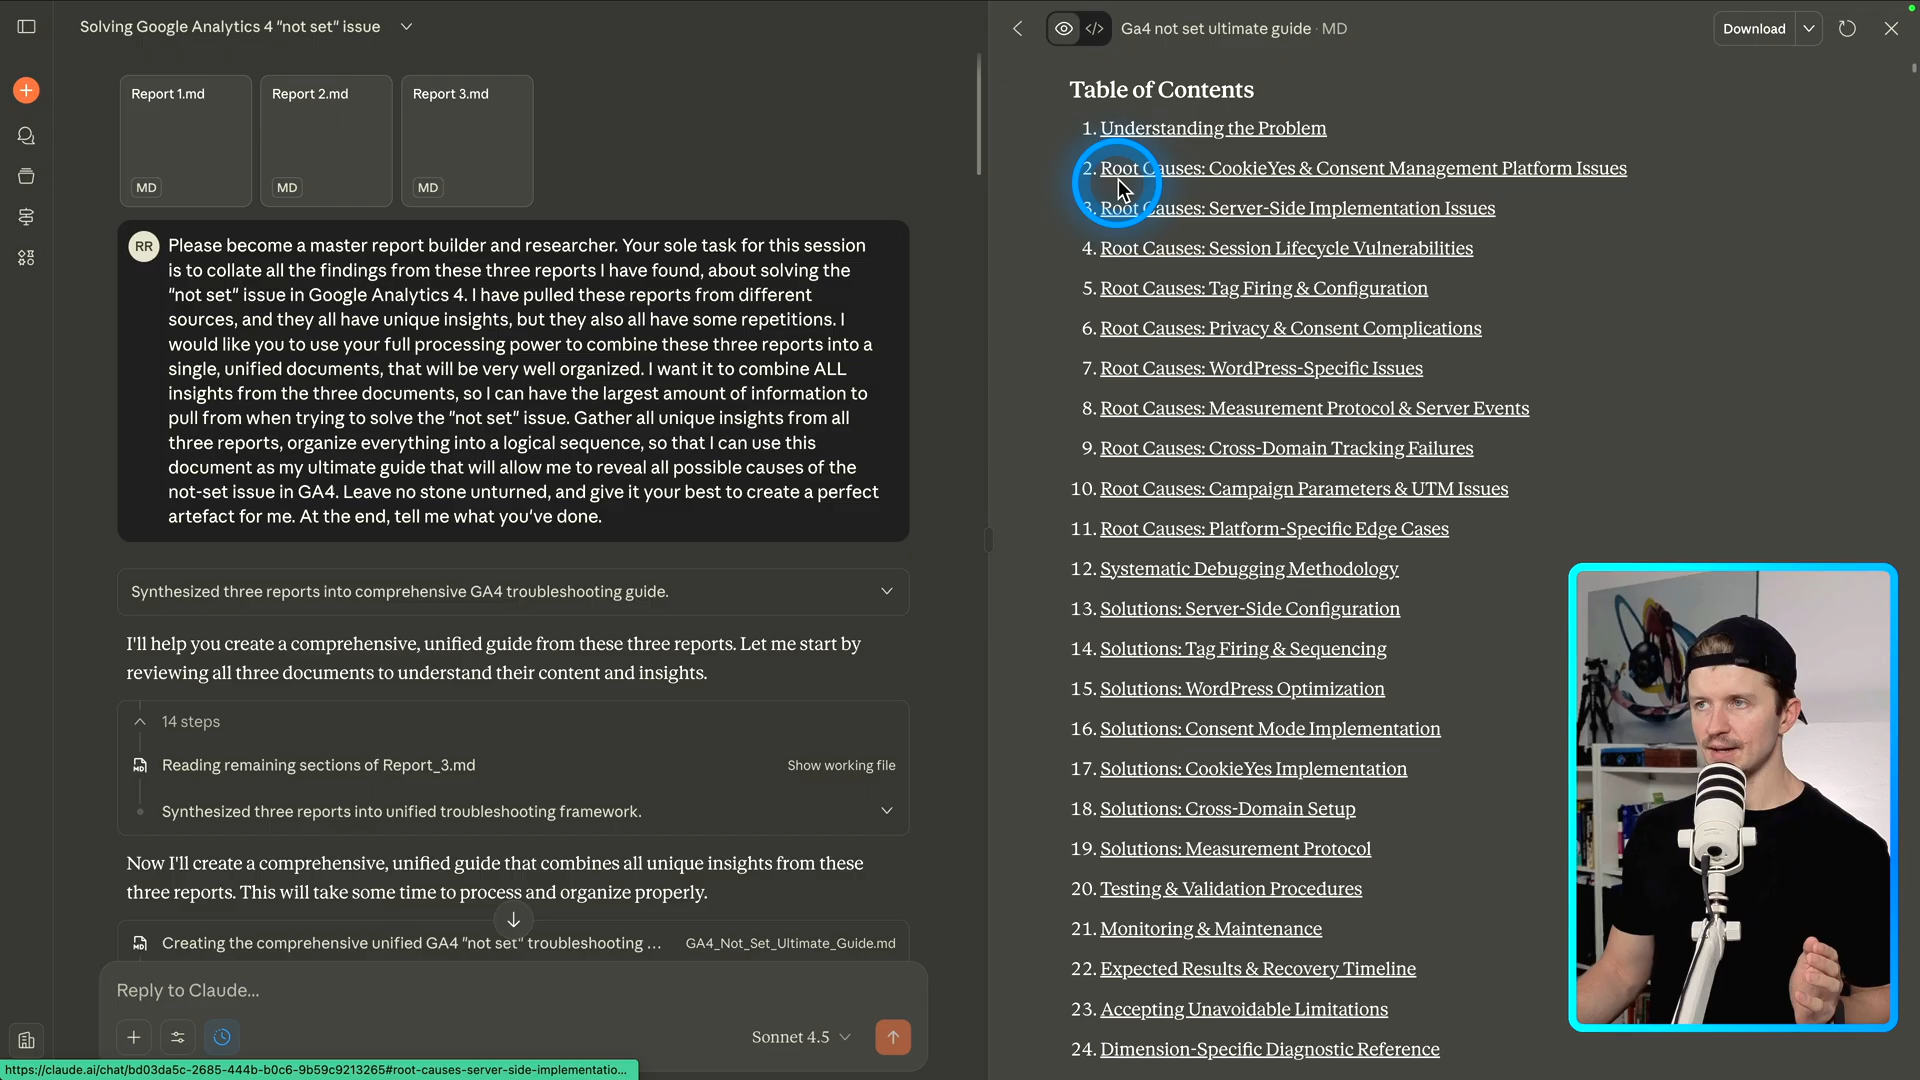 Solving Google Analytics 4 "not set" issue
Report 1.md
Report 2.md
Report 3.md
MD
MD
MD
RR
Please become a master report builder and researcher. Your sole task for this session
is to collate all the findings from these three reports I have found, about solving the
"not set" issue in Google Analytics 4. I have pulled these reports from different
sources, and they all have unique insights, but they also all have some repetitions. I
would like you to use your full processing power to combine these three reports into a
single, unified documents, that will be very well organized. I want it to combine ALL
insights from the three documents, so I can have the largest amount of information to
pull from when trying to solve the "not set" issue. Gather all unique insights from all
three reports, organize everything into a logical sequence, so that I can use this
document as my ultimate guide that will allow me to reveal all possible causes of the
not-set issue in GA4. Leave no stone unturned, and give it your best to create a perfect
artefact for me. At the end, tell me what you've done.
Synthesized three reports into comprehensive GA4 troubleshooting guide.
I'll help you create a comprehensive, unified guide from these three reports. Let me start by
reviewing all three documents to understand their content and insights.
14 steps
Reading remaining sections of Report_3.md
Show working file
Synthesized three reports into unified troubleshooting framework.
Now I'll create a comprehensive, unified guide that combines all unique insights from these
three reports. This will take some time to process and organize properly.
Creating the comprehensive unified GA4 "not set" troubleshooting ...
GA4_Not_Set_Ultimate_Guide.md
Reply to Claude...
Sonnet 4.5
https://claude.ai/chat/bd03da5c-2685-444b-b0c6-9b59c9213265#root-causes-server-side-implementatio...
Ga4 not set ultimate guide · MD
Download
Table of Contents
1. Understanding the Problem
2. Root Causes: CookieYes & Consent Management Platform Issues
3. Root Causes: Server-Side Implementation Issues
4. Root Causes: Session Lifecycle Vulnerabilities
5. Root Causes: Tag Firing & Configuration
6. Root Causes: Privacy & Consent Complications
7. Root Causes: WordPress-Specific Issues
8. Root Causes: Measurement Protocol & Server Events
9. Root Causes: Cross-Domain Tracking Failures
10. Root Causes: Campaign Parameters & UTM Issues
11. Root Causes: Platform-Specific Edge Cases
12. Systematic Debugging Methodology
13. Solutions: Server-Side Configuration
14. Solutions: Tag Firing & Sequencing
15. Solutions: WordPress Optimization
16. Solutions: Consent Mode Implementation
17. Solutions: CookieYes Implementation
18. Solutions: Cross-Domain Setup
19. Solutions: Measurement Protocol
20. Testing & Validation Procedures
21. Monitoring & Maintenance
22. Expected Results & Recovery Timeline
23. Accepting Unavoidable Limitations
24. Dimension-Specific Diagnostic Reference